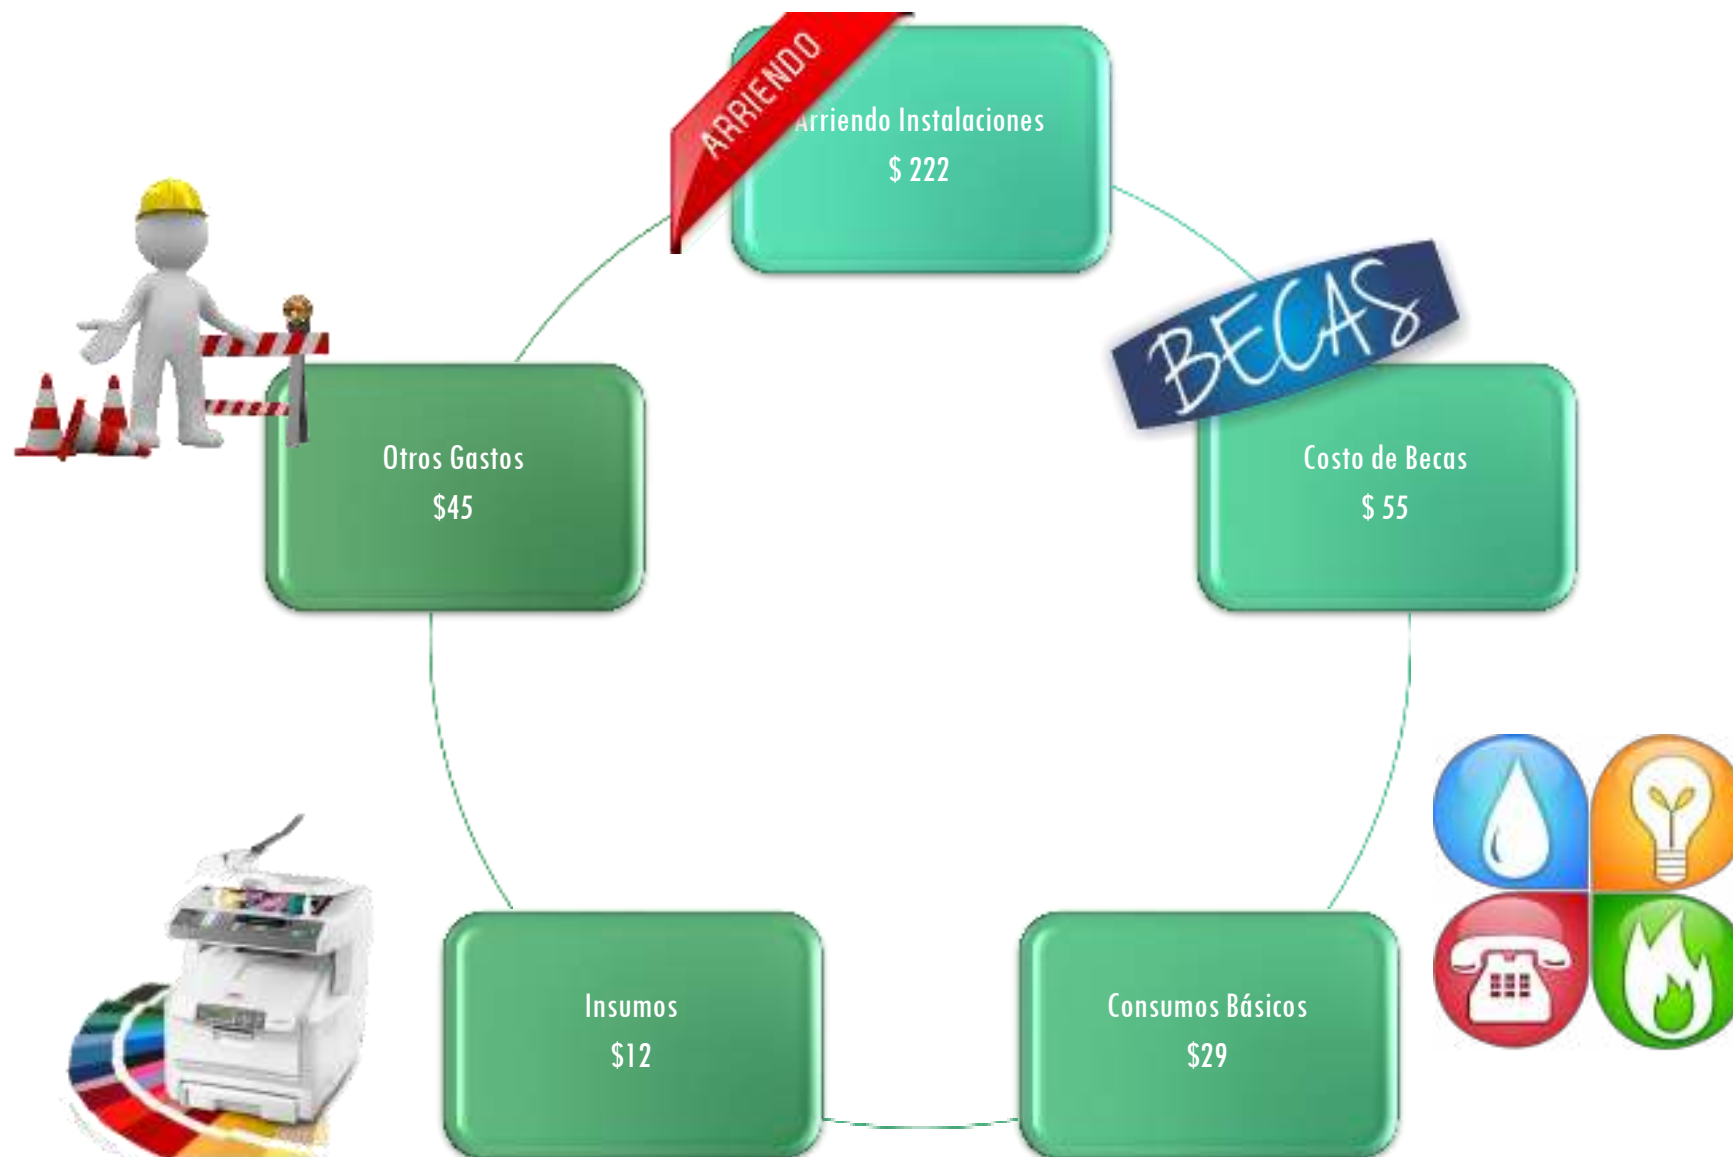 ARRIENDO
Arriendo Instalaciones
$ 222
BECAS
Costo de Becas
$ 55
Otros Gastos
$45
Insumos
$12
Consumos Básicos
$29